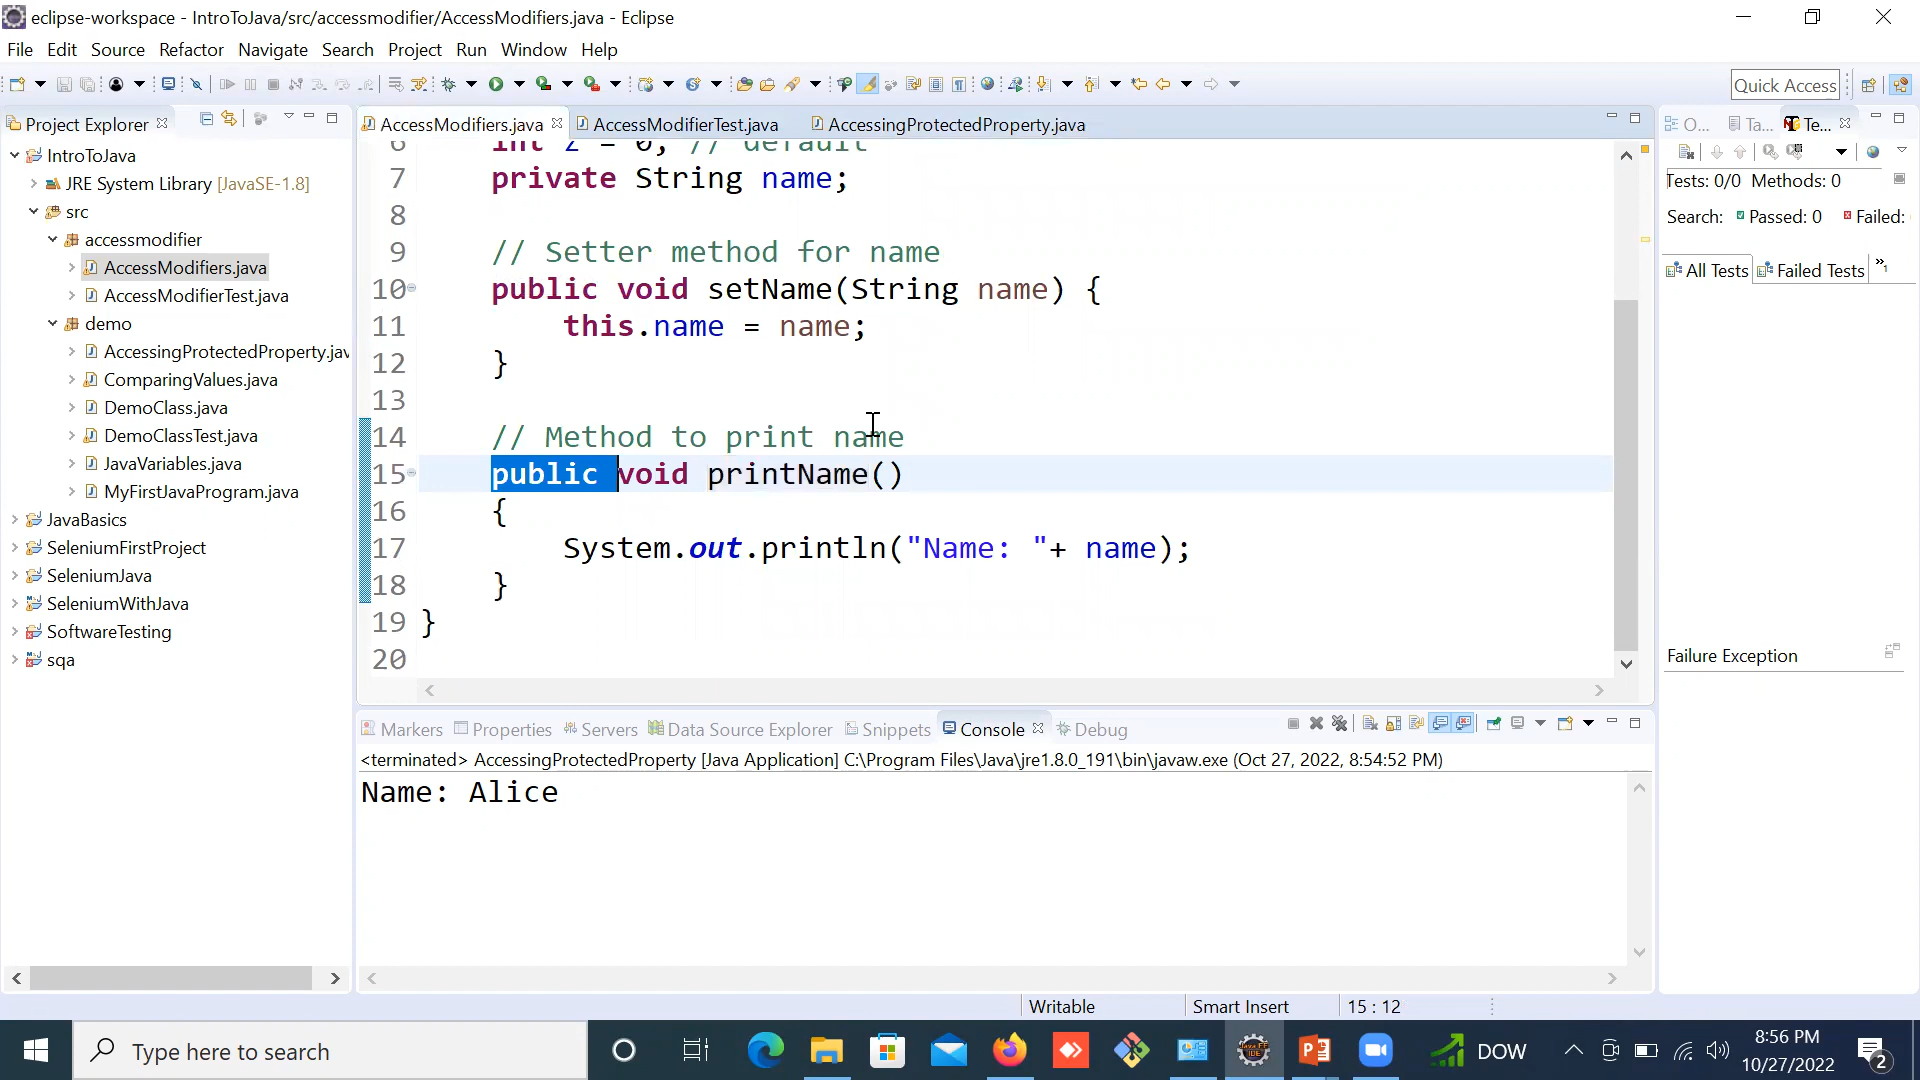 eclipse-workspace - IntroToJava/src/accessmodifier/AccessModifiers.java - Eclipse
File Edit Source Refactor Navigate Search Project Run Window Help
Quick Access
Project Explorer
IntroToJava
JRE System Library [JavaSE-1.8]
src
accessmodifier
AccessModifiers.java
AccessModifierTest.java
demo
AccessingProtectedProperty.jav
ComparingValues.java
DemoClass.java
DemoClassTest.java
JavaVariables.java
MyFirstJavaProgram.java
JavaBasics
SeleniumFirstProject
SeleniumJava
SeleniumWithJava
SoftwareTesting
sqa
AccessModifiers.java AccessModifierTest.java AccessingProtectedProperty.java
6 int z = 0; // default
7 private String name;
8
9 // Setter method for name
10 public void setName(String name) {
11 this.name = name;
12 }
13
14 // Method to print name
15 public void printName()
16 {
17 System.out.println("Name: "+ name);
18 }
19 }
20
O... Ta... Te...
Tests: 0/0 Methods: 0
Search: Passed: 0 Failed:
All Tests Failed Tests »1
Failure Exception
Markers Properties Servers Data Source Explorer Snippets Console Debug
<terminated> AccessingProtectedProperty [Java Application] C:\Program Files\Java\jre1.8.0_191\bin\javaw.exe (Oct 27, 2022, 8:54:52 PM)
Name: Alice
Writable Smart Insert 15 : 12
Type here to search
DOW
8:56 PM
10/27/2022
2